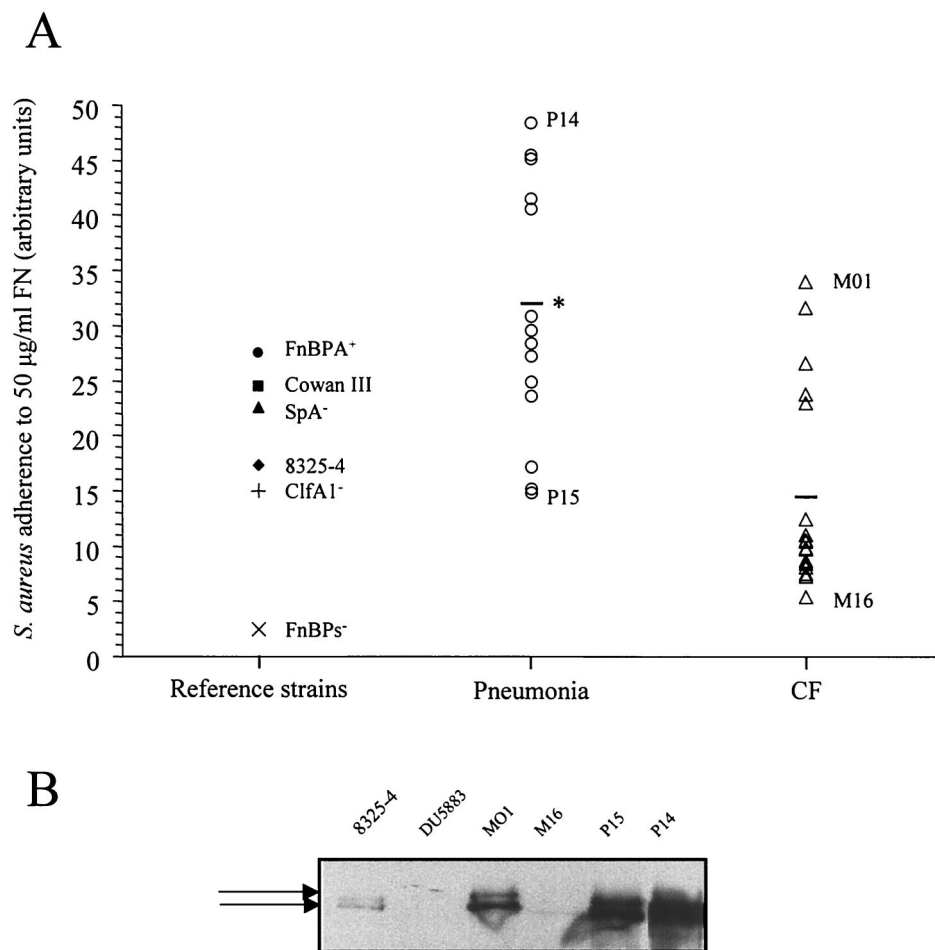 A
S. aureus adherence to 50 µg/ml FN (arbitrary units)
50
45
40
35
30
25
20
15
10
5
0
FnBPA⁺
Cowan III
SpA⁻
8325-4
ClfA1⁻
FnBPs⁻
P14
*
P15
M01
M16
Reference strains
Pneumonia
CF
B
8325-4
DU5883
MO1
M16
P15
P14